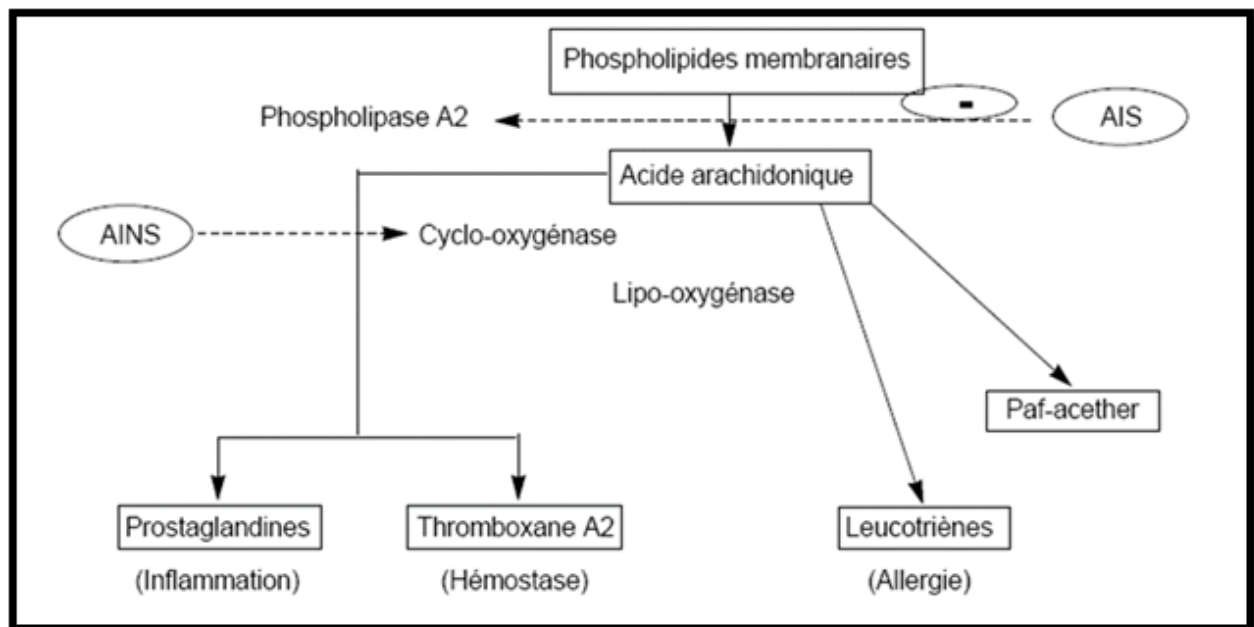 Phospholipides membranaires
-
Phospholipase A2
AIS
Acide arachidonique
AINS
Cyclo-oxygénase
Lipo-oxygénase
Paf-acether
Prostaglandines
Thromboxane A2
Leucotriènes
(Inflammation)
(Hémostase)
(Allergie)